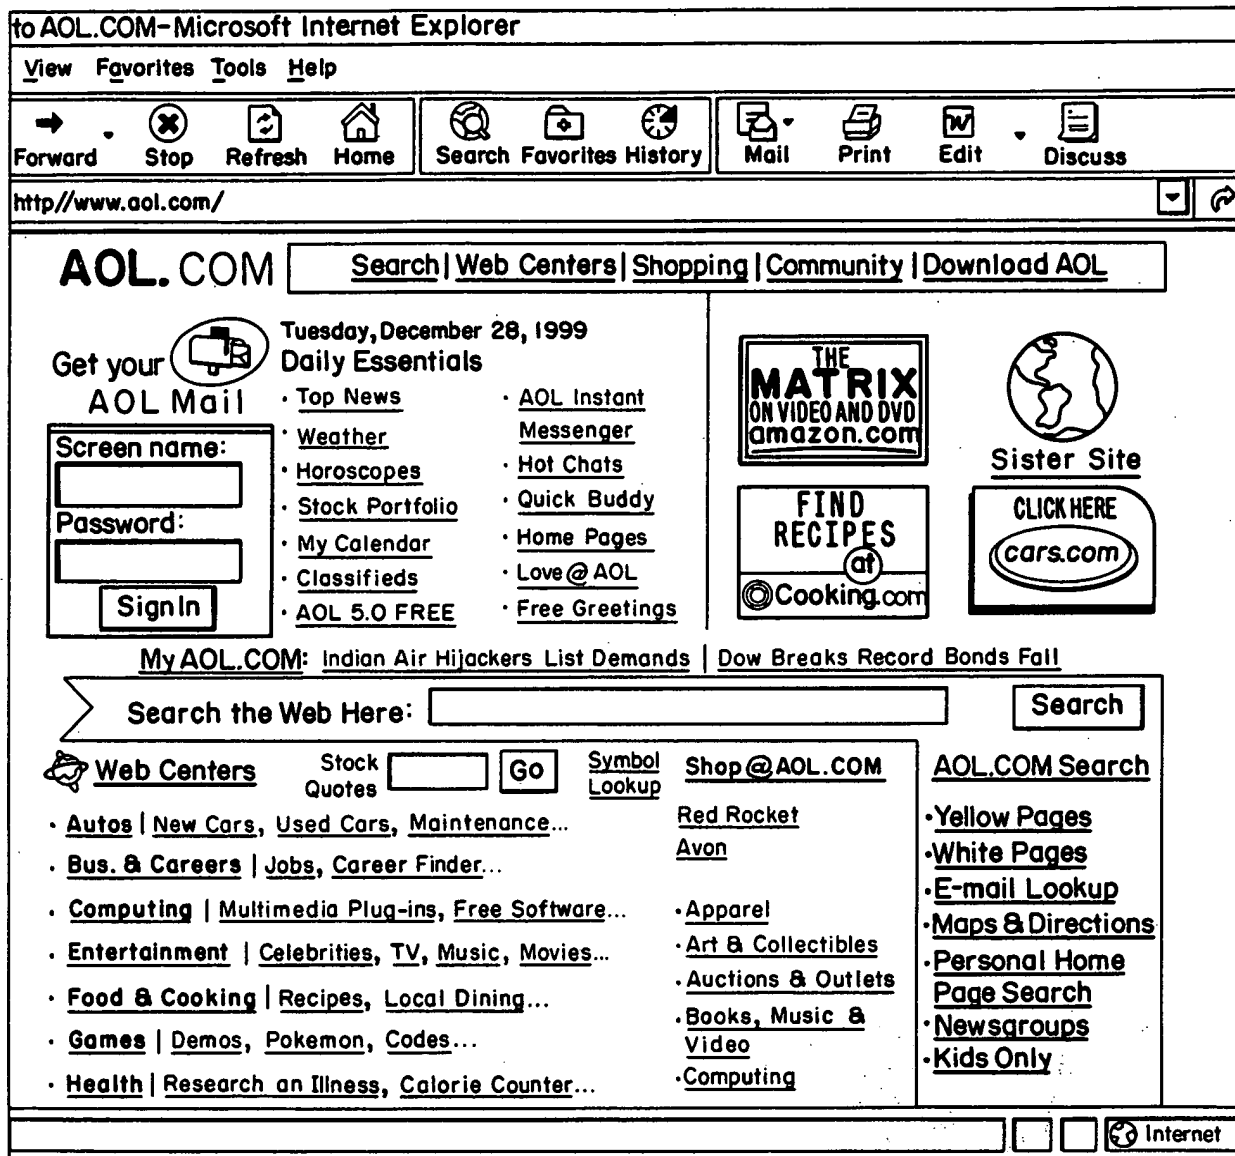 to AOL.COM-Microsoft Internet Explorer
View Favorites Tools Help
Forward Stop Refresh Home Search Favorites History Mail Print Edit Discuss
http//www.aol.com/
AOL.COM Search | Web Centers | Shopping | Community | Download AOL
Get your
AOL Mail
Screen name:
Password:
SignIn
Tuesday, December 28, 1999
Daily Essentials
· Top News
· Weather
· Horoscopes
· Stock Portfolio
· My Calendar
· Classifieds
· AOL 5.0 FREE
· AOL Instant
Messenger
· Hot Chats
· Quick Buddy
· Home Pages
· Love@AOL
· Free Greetings
THE
MATRIX
ON VIDEO AND DVD
amazon.com
Sister Site
FIND
RECIPES
at
Cooking.com
CLICK HERE
cars.com
My AOL.COM: Indian Air Hijackers List Demands | Dow Breaks Record Bonds Fall
Search the Web Here: Search
Web Centers
Stock
Quotes
Go
Symbol
Lookup
· Autos | New Cars, Used Cars, Maintenance...
· Bus. & Careers | Jobs, Career Finder...
· Computing | Multimedia Plug-ins, Free Software...
· Entertainment | Celebrities, TV, Music, Movies...
· Food & Cooking | Recipes, Local Dining...
· Games | Demos, Pokemon, Codes...
· Health | Research an Illness, Calorie Counter...
Shop@AOL.COM
Red Rocket
Avon
· Apparel
· Art & Collectibles
· Auctions & Outlets
· Books, Music &
Video
· Computing
AOL.COM Search
· Yellow Pages
· White Pages
· E-mail Lookup
· Maps & Directions
· Personal Home
Page Search
· Newsgroups
· Kids Only
Internet